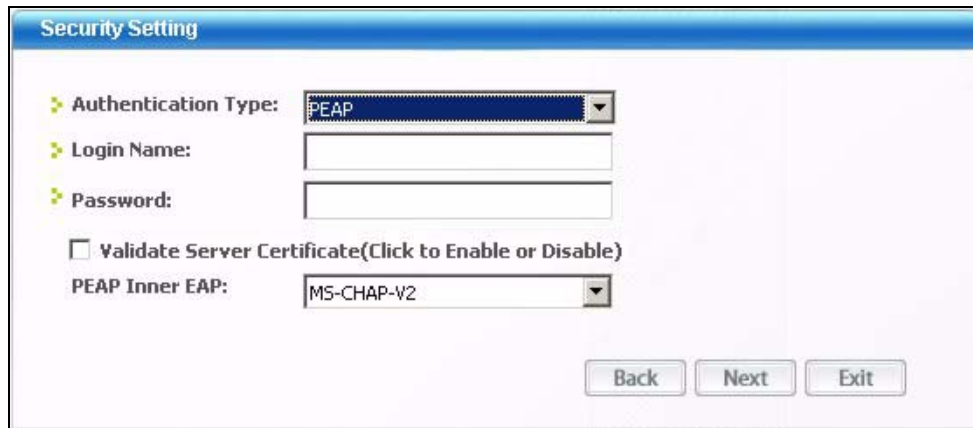 Security Setting
Authentication Type: PEAP
Login Name:
Password:
Validate Server Certificate(Click to Enable or Disable)
PEAP Inner EAP: MS-CHAP-V2
Back Next Exit